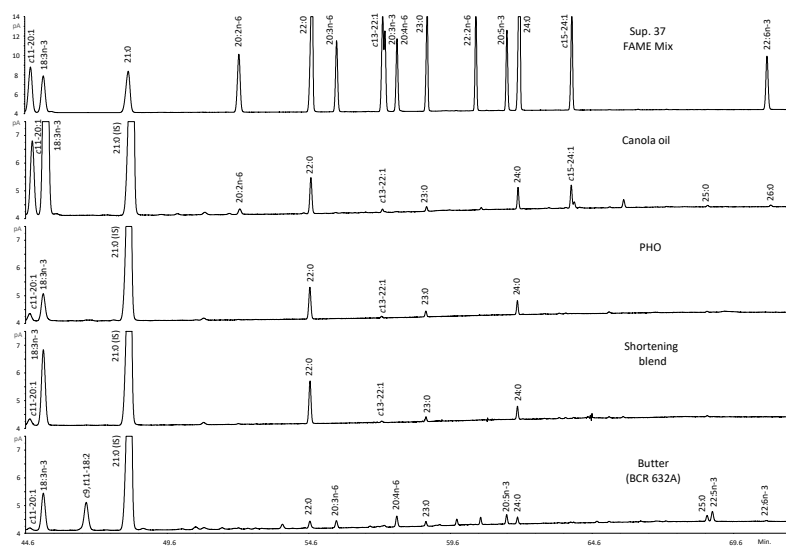 14
pA
12
10
8
6
4
c11-20:1
18:3n-3
21:0
20:2n-6
22:0
20:3n-6
c13-22:1
20:3n-3
20:4n-6
23:0
22:2n-6
20:5n-3
24:0
c15-24:1
22:6n-3
Sup. 37
FAME Mix
pA
7
6
5
4
c11-20:1
18:3n-3
21:0 (IS)
20:2n-6
22:0
c13-22:1
23:0
24:0
c15-24:1
25:0
26:0
Canola oil
pA
7
6
5
4
c11-20:1
18:3n-3
21:0 (IS)
22:0
c13-22:1
23:0
24:0
PHO
pA
7
6
5
4
c11-20:1
18:3n-3
21:0 (IS)
22:0
c13-22:1
23:0
24:0
Shortening
blend
pA
7
6
5
4
c11-20:1
18:3n-3
c9,t11-18:2
21:0 (IS)
22:0
20:3n-6
20:4n-6
23:0
20:5n-3
24:0
25:0
22:5n-3
22:6n-3
Butter
(BCR 632A)
44.6
49.6
54.6
59.6
64.6
69.6
Min.